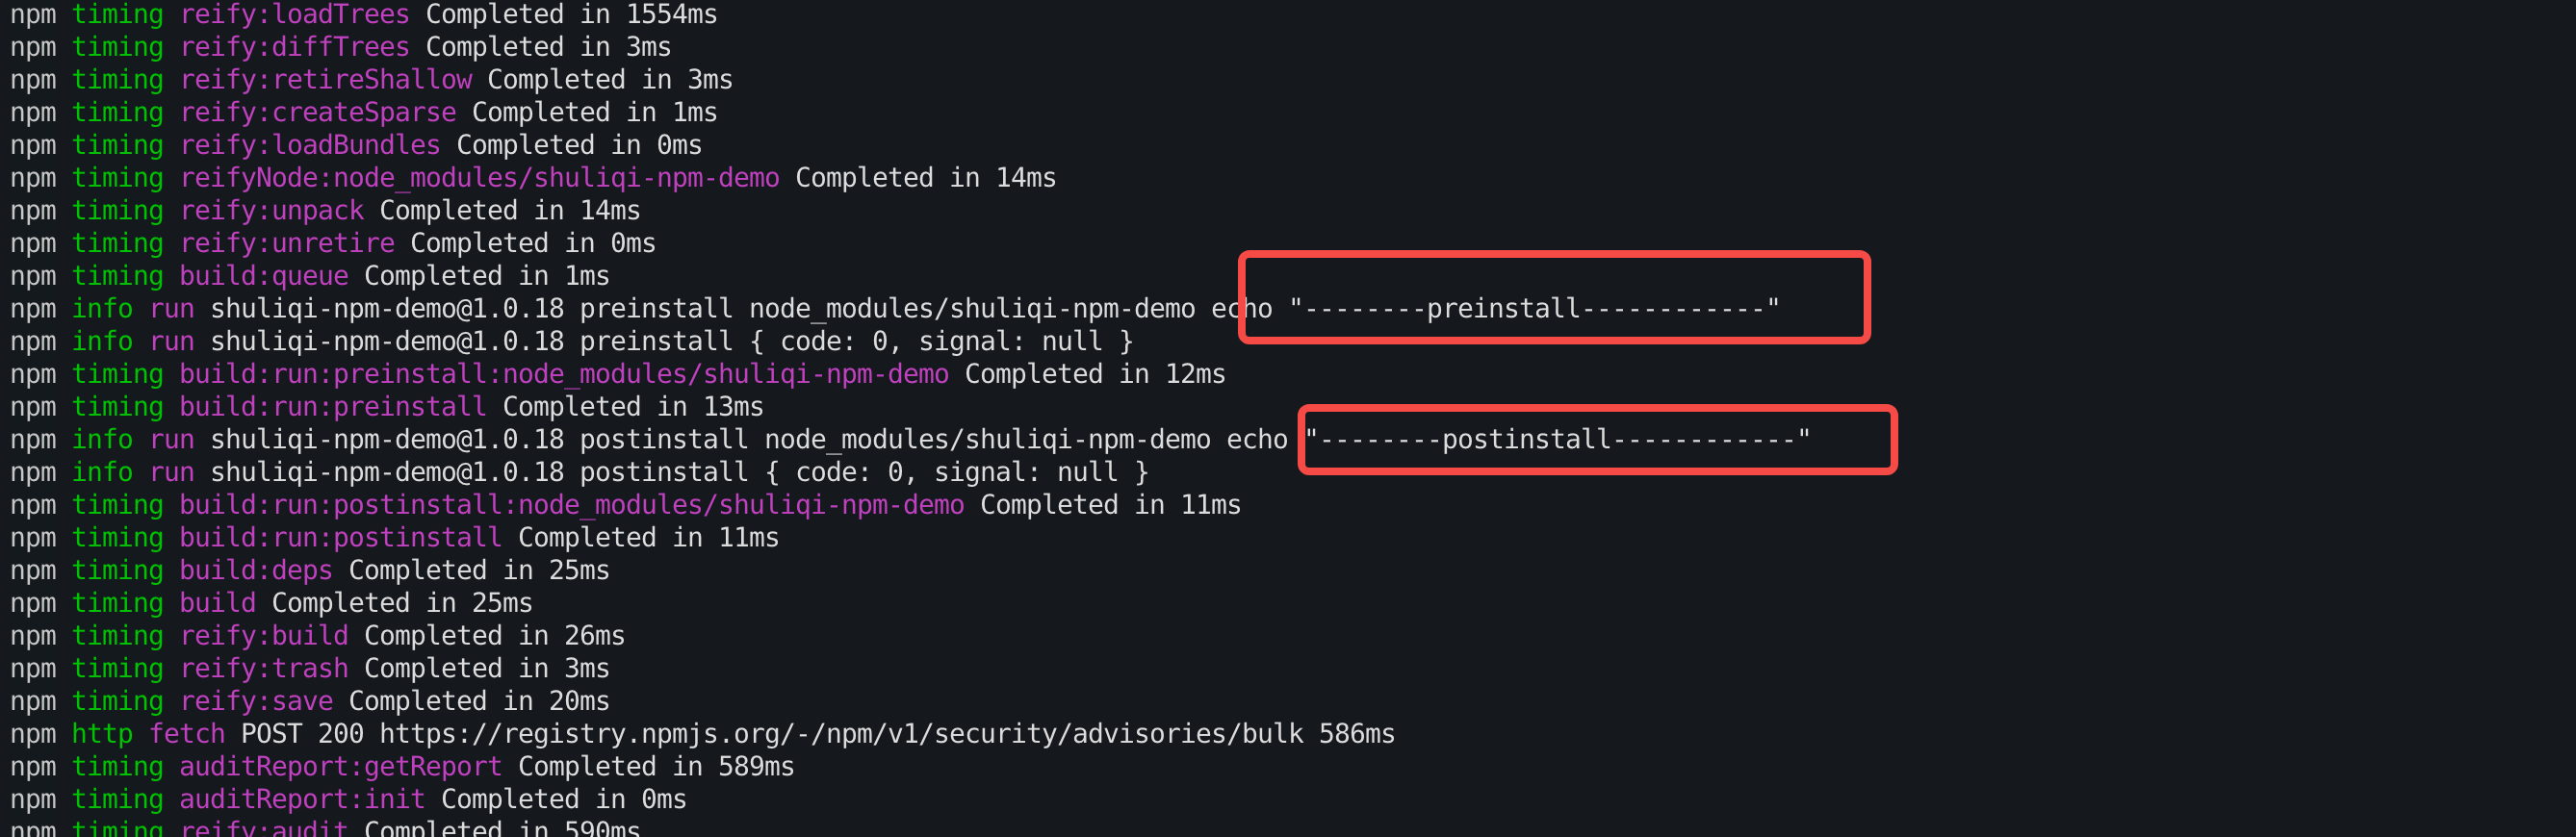 npm timing reify:loadTrees Completed in 1554ms
npm timing reify:diffTrees Completed in 3ms
npm timing reify:retireShallow Completed in 3ms
npm timing reify:createSparse Completed in 1ms
npm timing reify:loadBundles Completed in 0ms
npm timing reifyNode:node_modules/shuliqi-npm-demo Completed in 14ms
npm timing reify:unpack Completed in 14ms
npm timing reify:unretire Completed in 0ms
npm timing build:queue Completed in 1ms
npm info run shuliqi-npm-demo@1.0.18 preinstall node_modules/shuliqi-npm-demo echo "--------preinstall------------"
npm info run shuliqi-npm-demo@1.0.18 preinstall { code: 0, signal: null }
npm timing build:run:preinstall:node_modules/shuliqi-npm-demo Completed in 12ms
npm timing build:run:preinstall Completed in 13ms
npm info run shuliqi-npm-demo@1.0.18 postinstall node_modules/shuliqi-npm-demo echo "--------postinstall------------"
npm info run shuliqi-npm-demo@1.0.18 postinstall { code: 0, signal: null }
npm timing build:run:postinstall:node_modules/shuliqi-npm-demo Completed in 11ms
npm timing build:run:postinstall Completed in 11ms
npm timing build:deps Completed in 25ms
npm timing build Completed in 25ms
npm timing reify:build Completed in 26ms
npm timing reify:trash Completed in 3ms
npm timing reify:save Completed in 20ms
npm http fetch POST 200 https://registry.npmjs.org/-/npm/v1/security/advisories/bulk 586ms
npm timing auditReport:getReport Completed in 589ms
npm timing auditReport:init Completed in 0ms
npm timing reify:audit Completed in 590ms